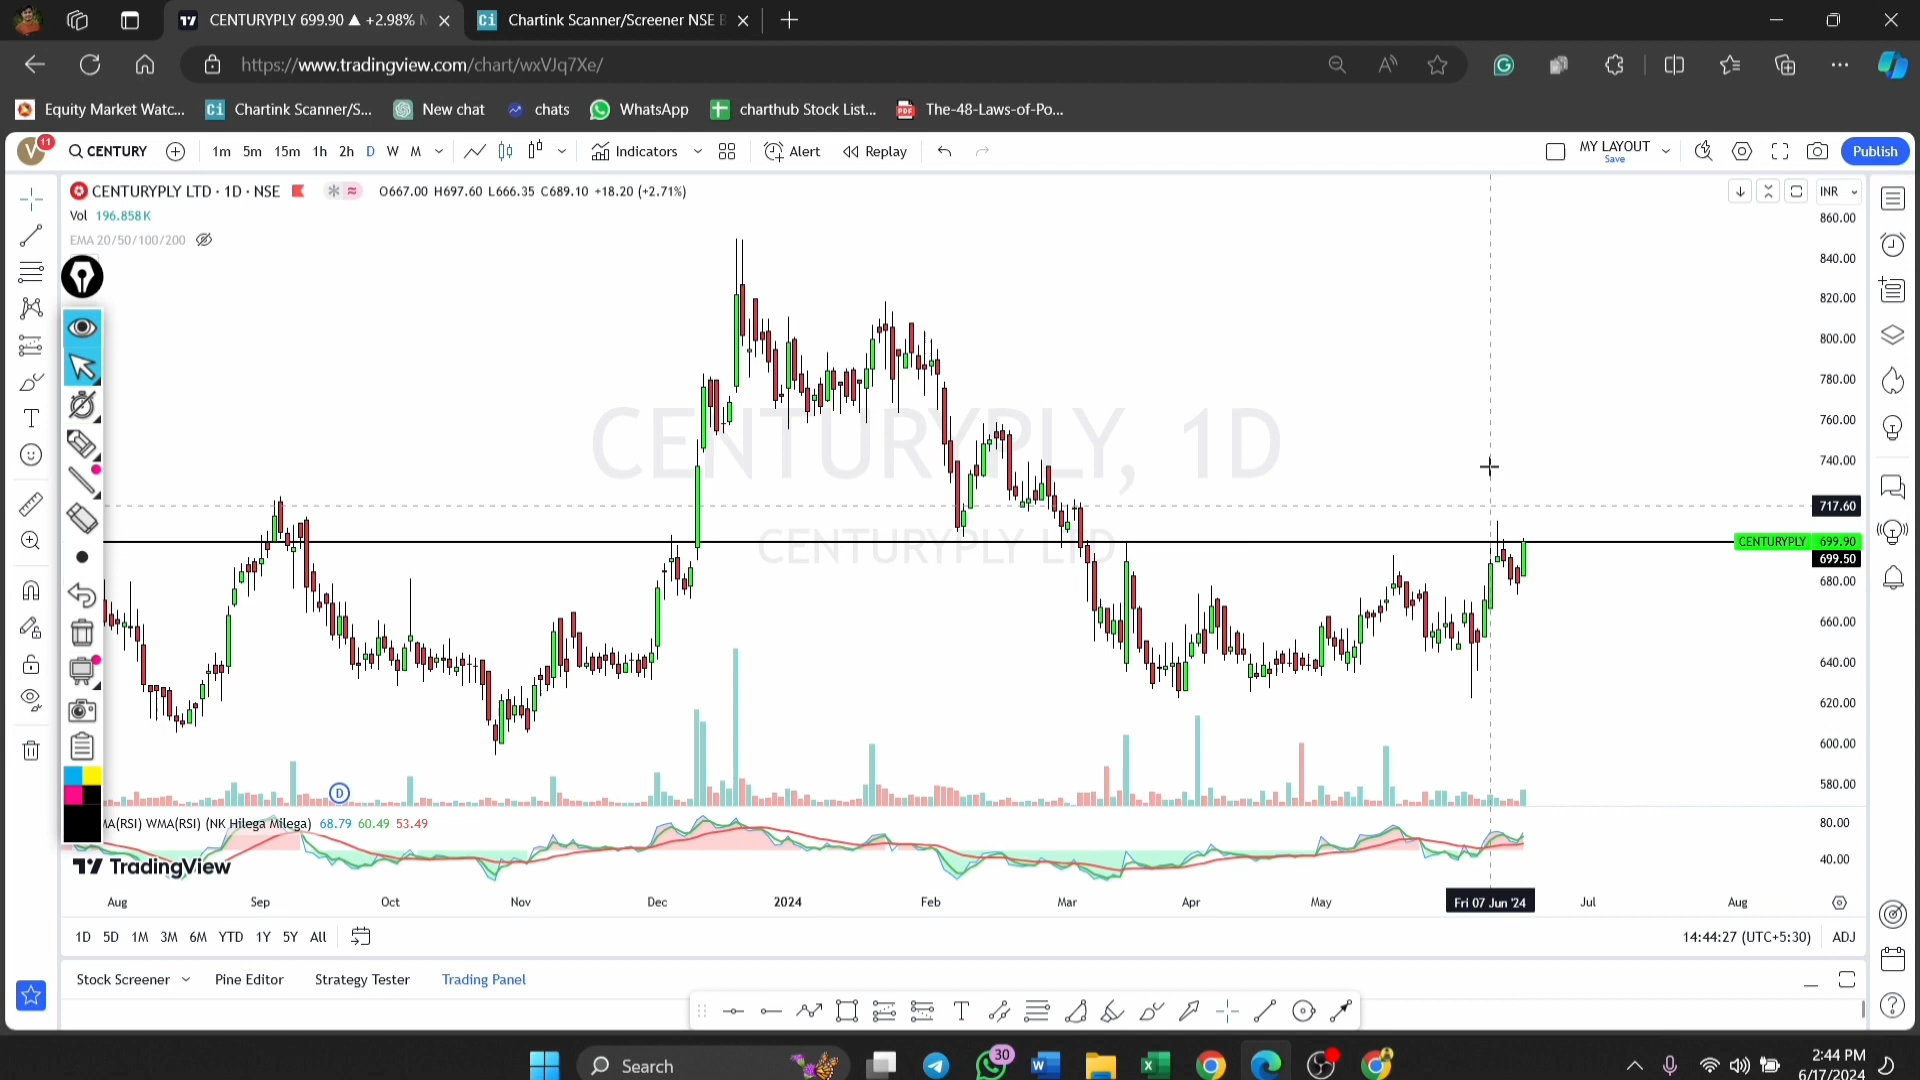 CENTURYPLY 699.90 ▲ +2.98%
Chartink Scanner/Screener NSE B
https://www.tradingview.com/chart/wxVJq7Xe/
Equity Market Watc...
Chartink Scanner/S...
New chat
chats
WhatsApp
charthub Stock List...
The-48-Laws-of-Po...
V 11
CENTURY
1m 5m 15m 1h 2h D W M
Indicators
Alert
Replay
MY LAYOUT
Save
Publish
CENTURYPLY LTD · 1D · NSE O667.00 H697.60 L666.35 C689.10 +18.20 (+2.71%)
INR
Vol 196.858K
EMA 20/50/100/200
860.00
840.00
820.00
800.00
780.00
760.00
740.00
717.60
CENTURYPLY 699.90
699.50
680.00
660.00
640.00
620.00
600.00
580.00
CENTURYPLY, 1D
CENTURYPLY LTD
D
MA(RSI) WMA(RSI) (NK Hilega Milega) 68.79 60.49 53.49
80.00
40.00
TradingView
Aug Sep Oct Nov Dec 2024 Feb Mar Apr May Fri 07 Jun '24 Jul Aug
1D 5D 1M 3M 6M YTD 1Y 5Y All
14:44:27 (UTC+5:30) ADJ
Stock Screener Pine Editor Strategy Tester Trading Panel
Search
30
2:44 PM
6/17/2024